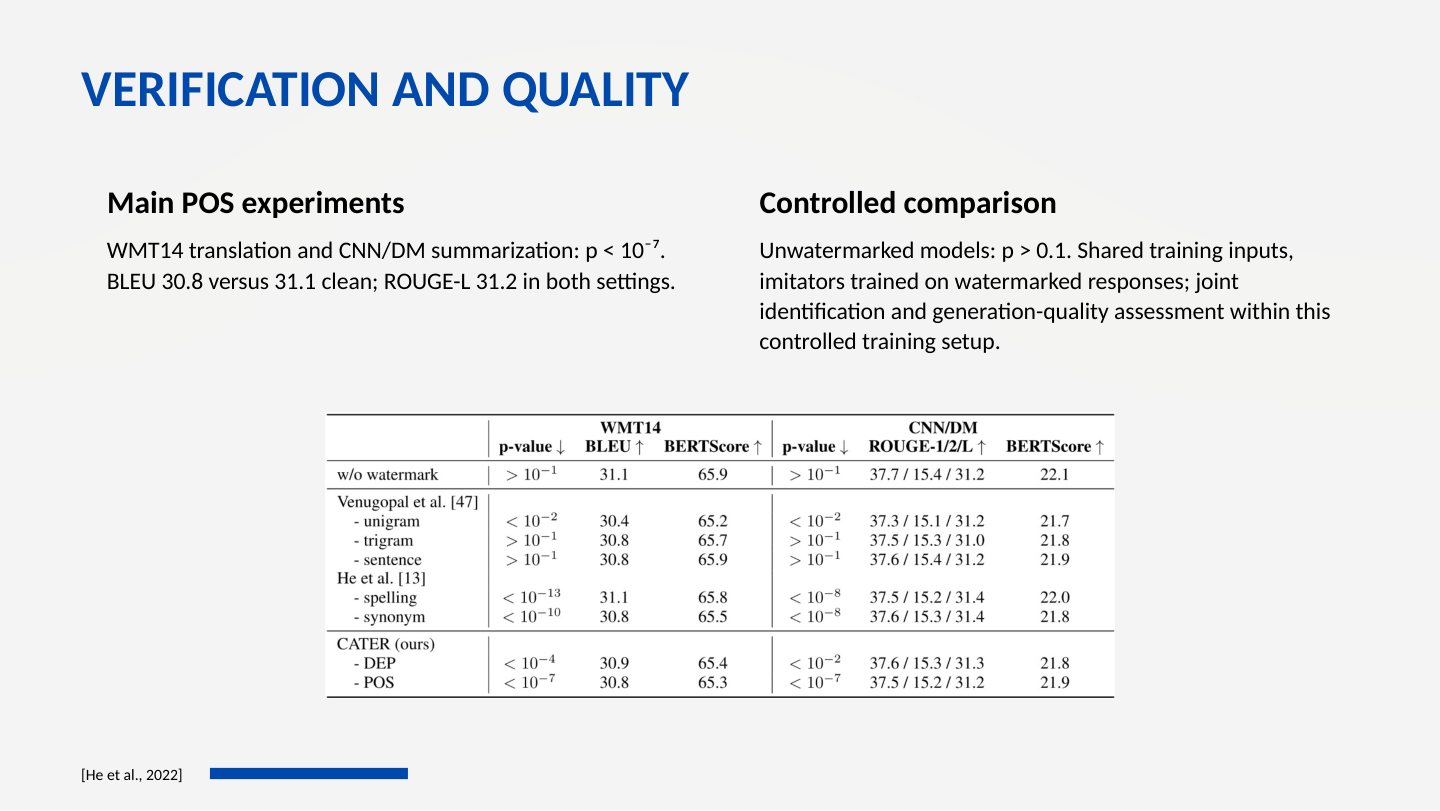 VERIFICATION AND QUALITY
Main POS experiments
WMT14 translation and CNN/DM summarization: p < 10⁻⁷.
BLEU 30.8 versus 31.1 clean; ROUGE-L 31.2 in both settings.
Controlled comparison
Unwatermarked models: p > 0.1. Shared training inputs,
imitators trained on watermarked responses; joint
identification and generation-quality assessment within this
controlled training setup.
WMT14 CNN/DM
p-value ↓ BLEU ↑ BERTScore ↑ p-value ↓ ROUGE-1/2/L ↑ BERTScore ↑
w/o watermark > 10⁻¹ 31.1 65.9 > 10⁻¹ 37.7 / 15.4 / 31.2 22.1
Venugopal et al. [47]
- unigram < 10⁻² 30.4 65.2 < 10⁻² 37.3 / 15.1 / 31.2 21.7
- trigram > 10⁻¹ 30.8 65.7 > 10⁻¹ 37.5 / 15.3 / 31.0 21.8
- sentence > 10⁻¹ 30.8 65.9 > 10⁻¹ 37.6 / 15.4 / 31.2 21.9
He et al. [13]
- spelling < 10⁻¹³ 31.1 65.8 < 10⁻⁸ 37.5 / 15.2 / 31.4 22.0
- synonym < 10⁻¹⁰ 30.8 65.5 < 10⁻⁸ 37.6 / 15.3 / 31.4 21.8
CATER (ours)
- DEP < 10⁻⁴ 30.9 65.4 < 10⁻² 37.6 / 15.3 / 31.3 21.8
- POS < 10⁻⁷ 30.8 65.3 < 10⁻⁷ 37.5 / 15.2 / 31.2 21.9
[He et al., 2022]